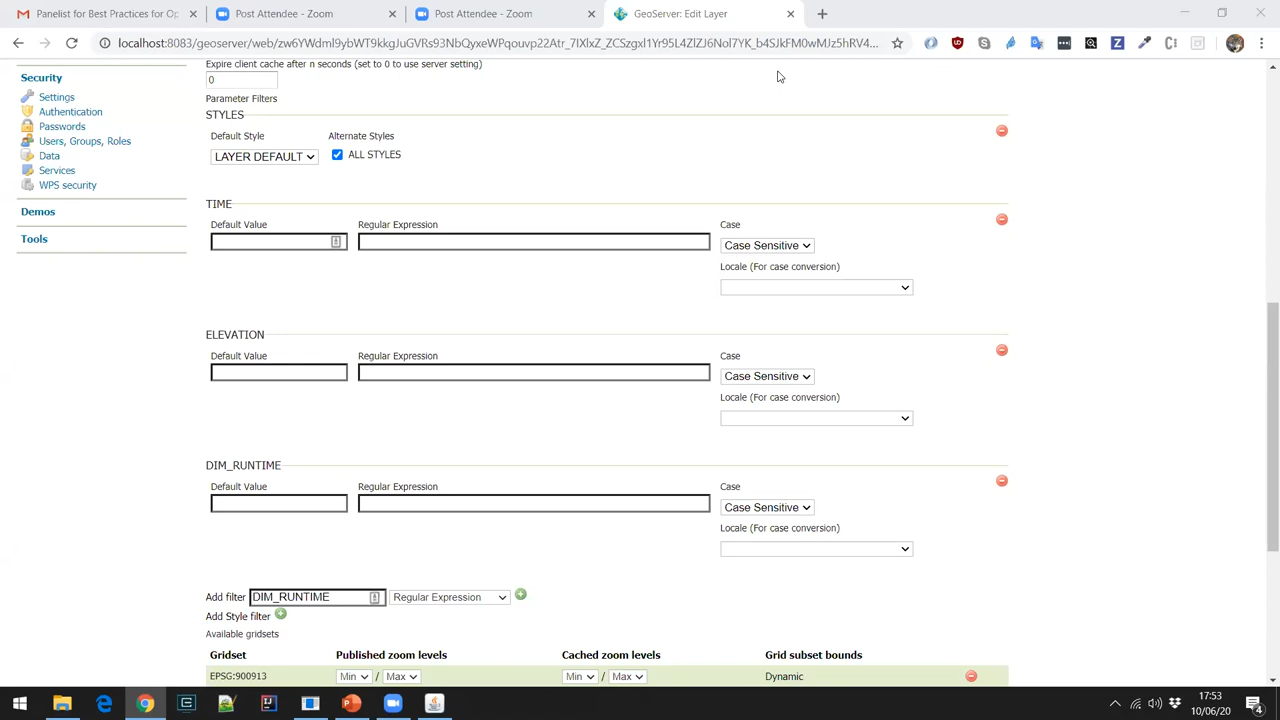 Panelist for Best Practices for Op
Post Attendee - Zoom
Post Attendee - Zoom
GeoServer: Edit Layer
Security
Settings
Authentication
Passwords
Users, Groups, Roles
Data
Services
WPS security
Demos
Tools
Expire client cache after n seconds (set to 0 to use server setting)
0
Parameter Filters
STYLES
Default Style
Alternate Styles
LAYER DEFAULT
ALL STYLES
TIME
Default Value
Regular Expression
Case
Case Sensitive
Locale (For case conversion)
ELEVATION
Default Value
Regular Expression
Case
Case Sensitive
Locale (For case conversion)
DIM_RUNTIME
Default Value
Regular Expression
Case
Case Sensitive
Locale (For case conversion)
Add filter DIM_RUNTIME Regular Expression
Add Style filter
Available gridsets
Gridset Published zoom levels Cached zoom levels Grid subset bounds
EPSG:900913 Min / Max Min / Max Dynamic
17:53
10/06/20
4